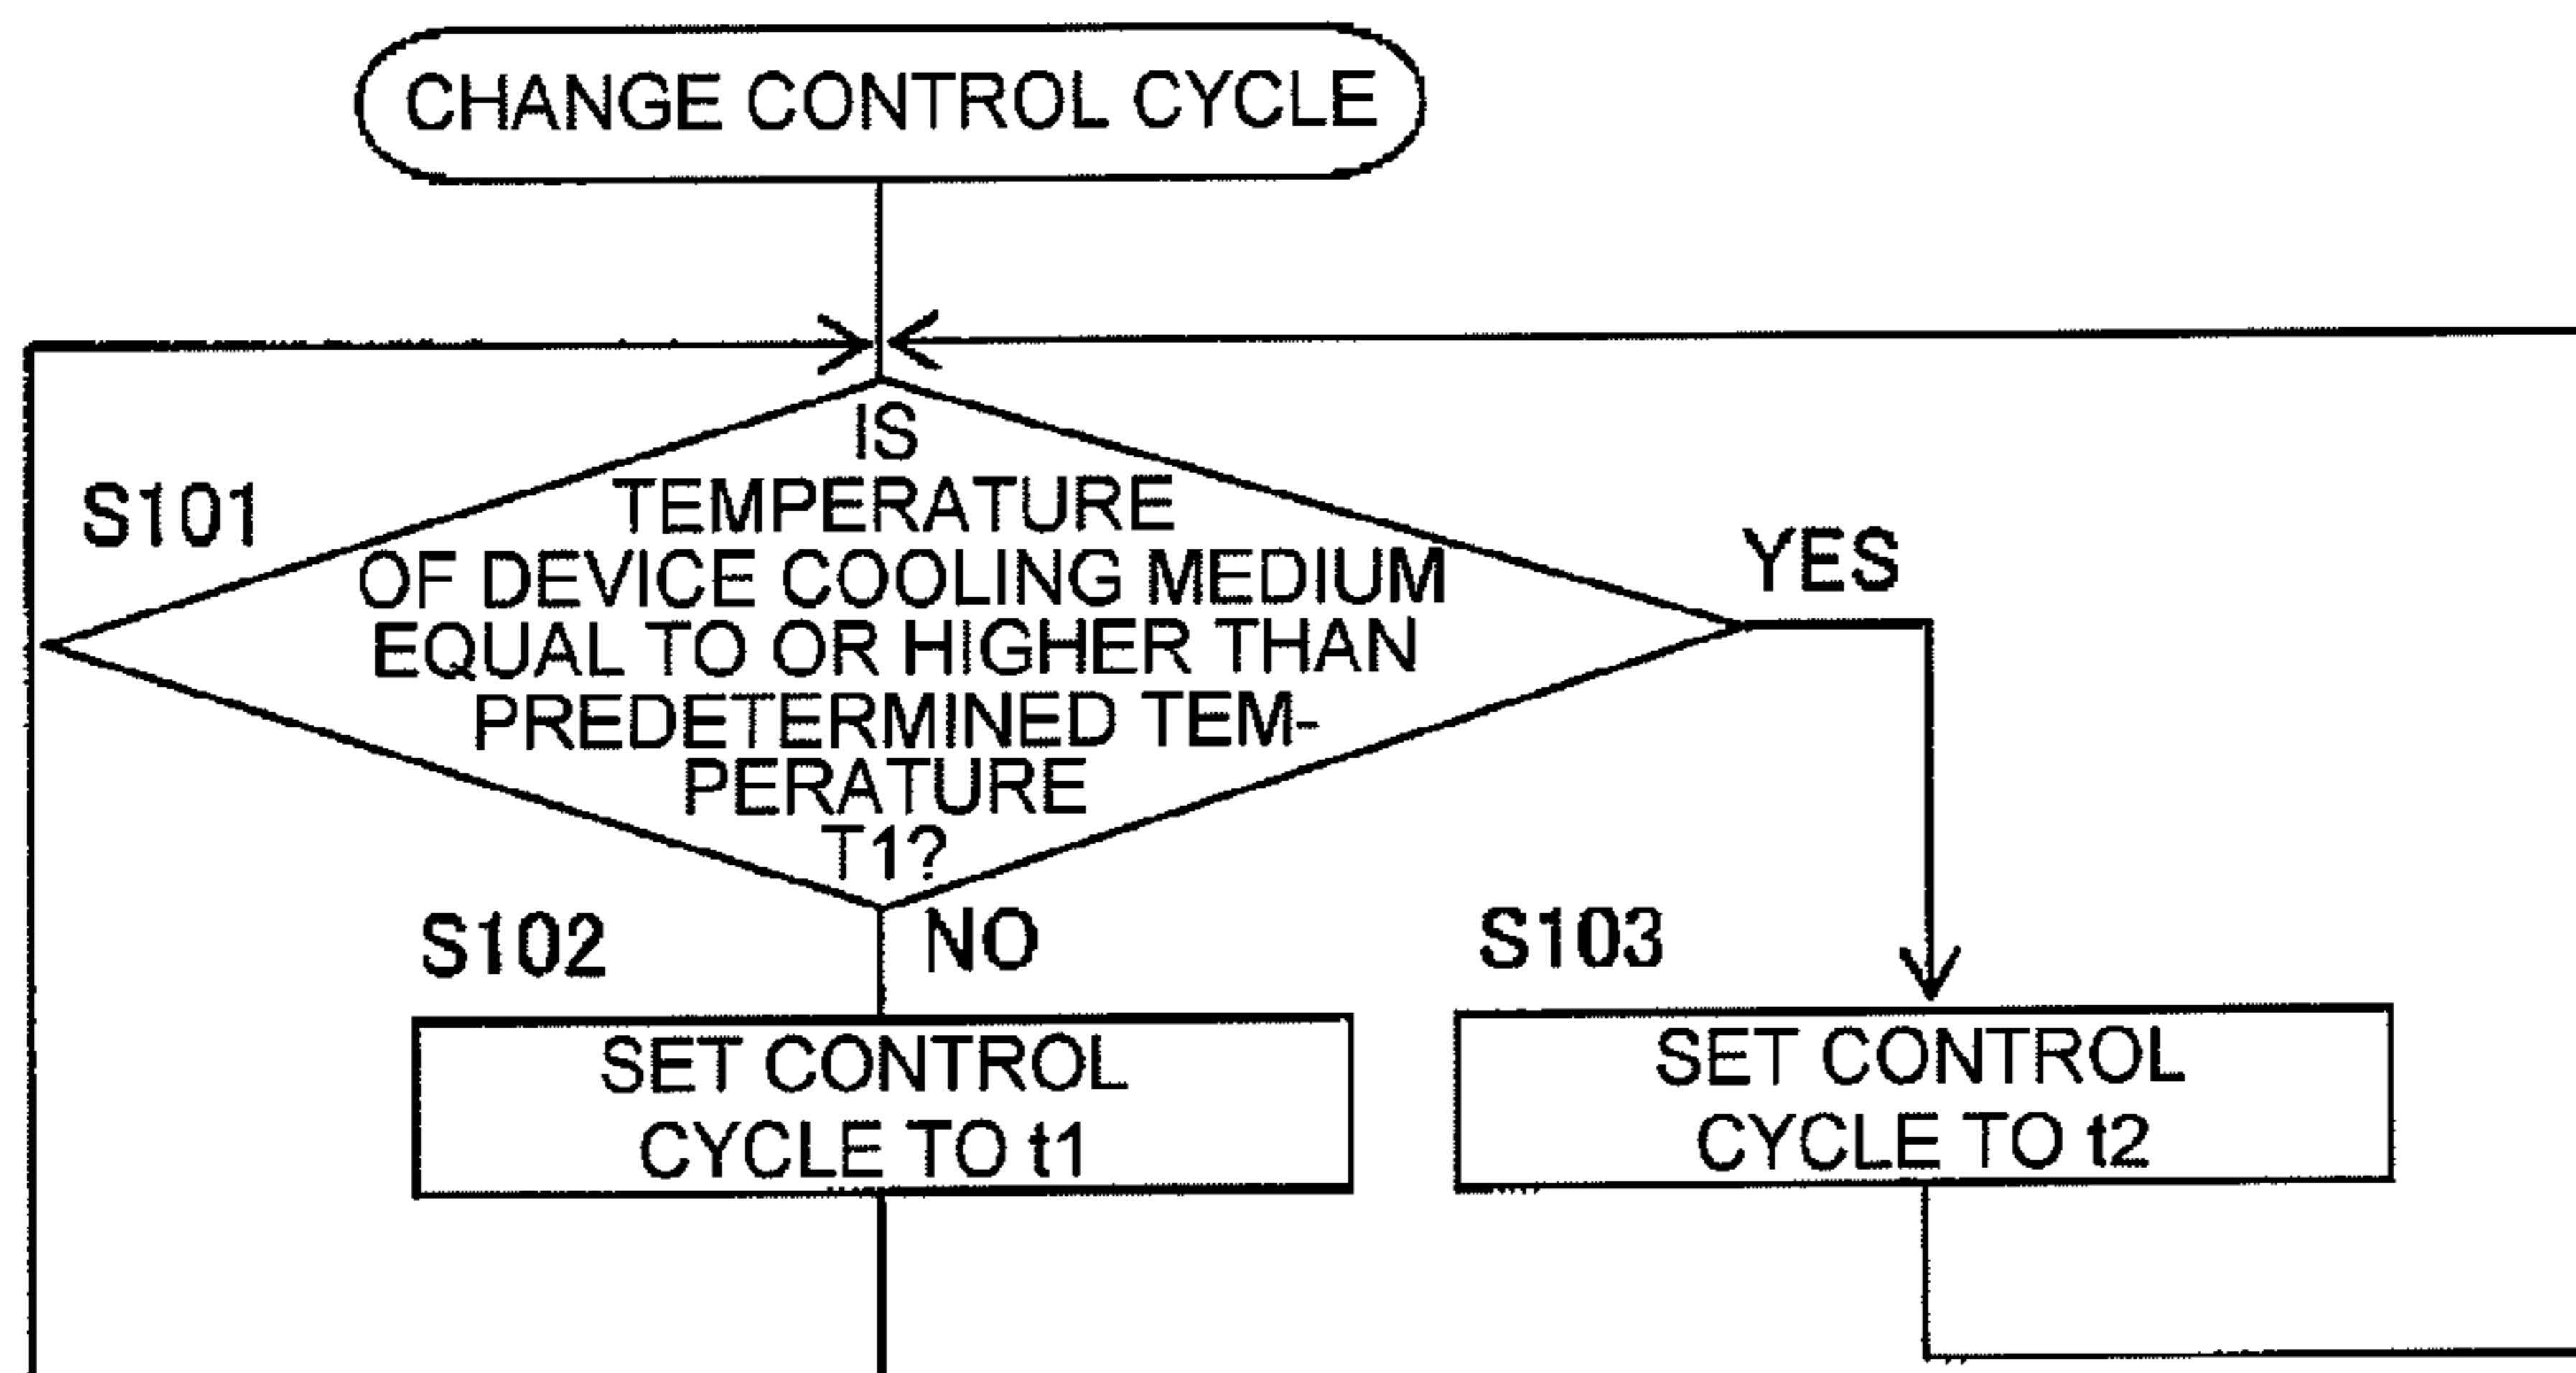 CHANGE CONTROL CYCLE
IS
TEMPERATURE
S101
OF DEVICE COOLING MEDIUM
YES
EQUAL TO OR HIGHER THAN
PREDETERMINED TEM-
PERATURE
T1?
S102
NO
S103
SET CONTROL
CYCLE TO t1
SET CONTROL
CYCLE TO t2